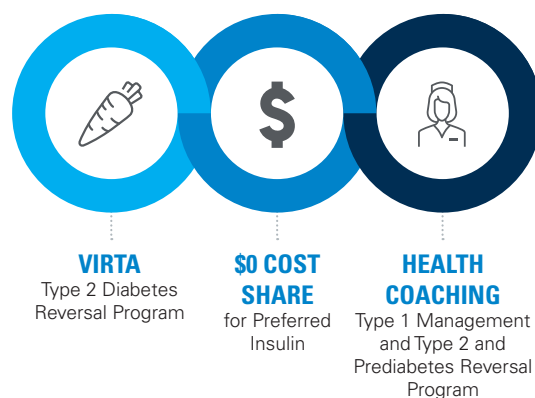 $
VIRTA
Type 2 Diabetes
Reversal Program
$0 COST
SHARE
for Preferred
Insulin
HEALTH
COACHING
Type 1 Management
and Type 2 and
Prediabetes Reversal
Program